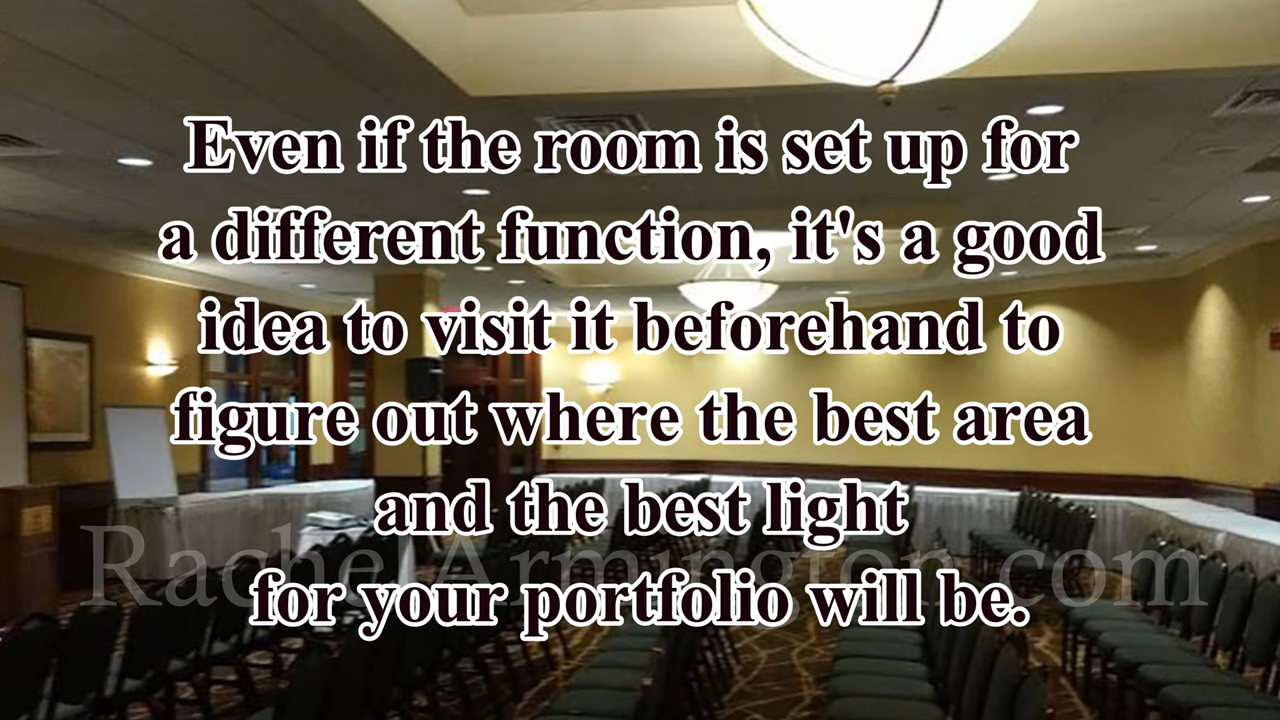 Even if the room is set up for
a different function, it's a good
idea to visit it beforehand to
figure out where the best area
and the best light
RachelArmington.com
for your portfolio will be.